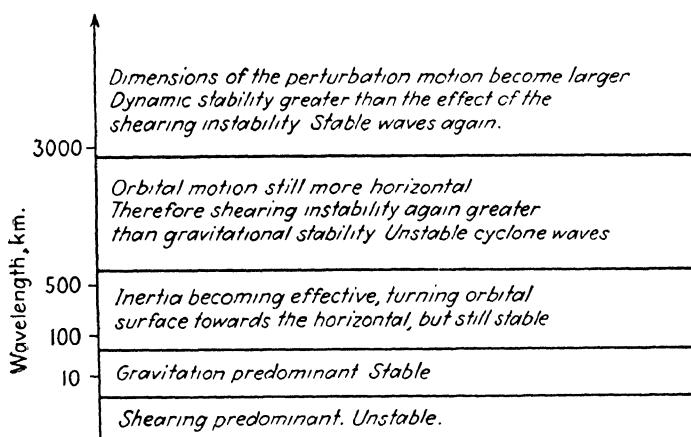 Dimensions of the perturbation motion become larger
Dynamic stability greater than the effect of the
shearing instability Stable waves again.
3000
Orbital motion still more horizontal
Therefore shearing instability again greater
than gravitational stability Unstable cyclone waves
500
Inertia becoming effective, turning orbital
surface towards the horizontal, but still stable
100
10
Gravitation predominant Stable
Shearing predominant. Unstable.
Wavelength, km.